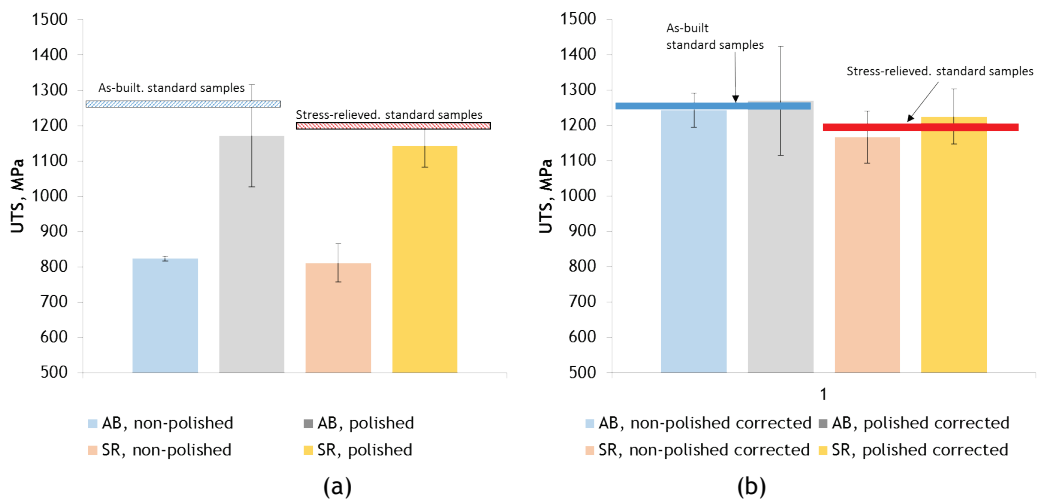 1500
1400
1300
1200
1100
1000
900
800
700
600
500
UTS, MPa
As-built. standard samples
Stress-relieved. standard samples
AB, non-polished
AB, polished
SR, non-polished
SR, polished
(a)
1500
1400
1300
1200
1100
1000
900
800
700
600
500
UTS, MPa
As-built
standard samples
Stress-relieved. standard samples
1
AB, non-polished corrected
AB, polished corrected
SR, non-polished corrected
SR, polished corrected
(b)